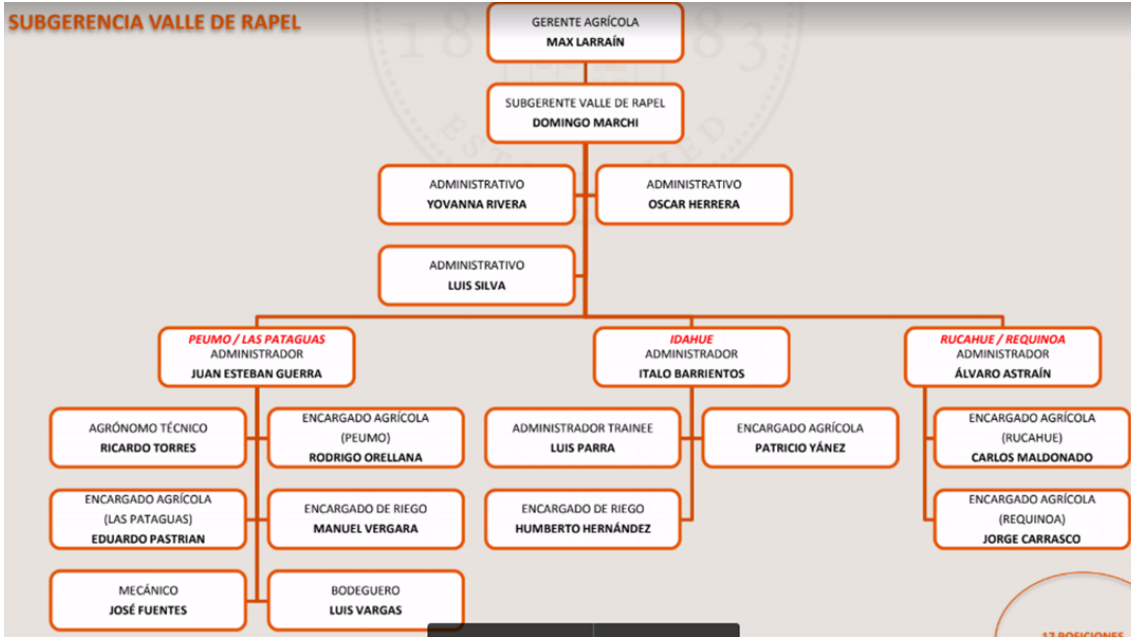 SUBGERENCIA VALLE DE RAPEL
GERENTE AGRÍCOLA
MAX LARRAÍN
SUBGERENTE VALLE DE RAPEL
DOMINGO MARCHI
ADMINISTRATIVO
YOVANNA RIVERA
ADMINISTRATIVO
OSCAR HERRERA
ADMINISTRATIVO
LUIS SILVA
PEUMO / LAS PATAGUAS
ADMINISTRADOR
JUAN ESTEBAN GUERRA
IDAHUE
ADMINISTRADOR
ITALO BARRIENTOS
RUCAHUE / REQUINOA
ADMINISTRADOR
ÁLVARO ASTRAÍN
AGRÓNOMO TÉCNICO
RICARDO TORRES
ENCARGADO AGRÍCOLA
(PEUMO)
RODRIGO ORELLANA
ADMINISTRADOR TRAINEE
LUIS PARRA
ENCARGADO AGRÍCOLA
PATRICIO YÁNEZ
ENCARGADO AGRÍCOLA
(RUCAHUE)
CARLOS MALDONADO
ENCARGADO AGRÍCOLA
(LAS PATAGUAS)
EDUARDO PASTRIAN
ENCARGADO DE RIEGO
MANUEL VERGARA
ENCARGADO DE RIEGO
HUMBERTO HERNÁNDEZ
ENCARGADO AGRÍCOLA
(REQUINOA)
JORGE CARRASCO
MECÁNICO
JOSÉ FUENTES
BODEGUERO
LUIS VARGAS
17 POSICIONES